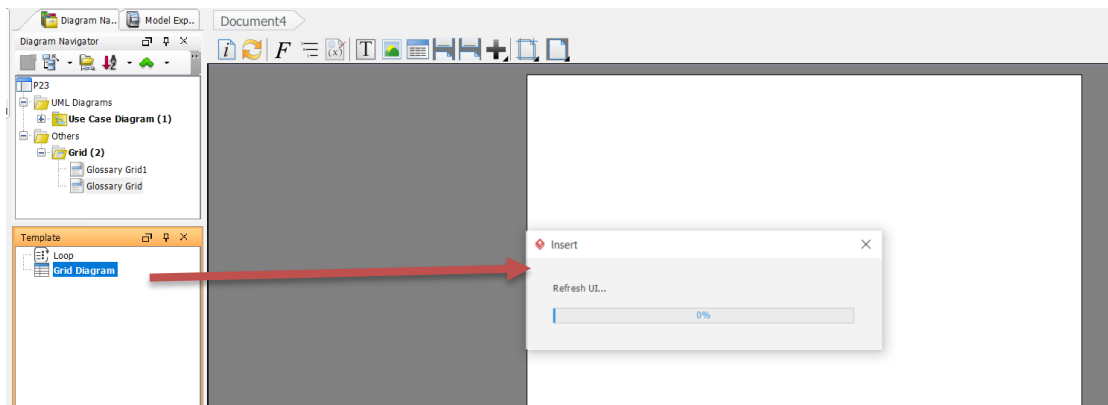 Diagram Na..
Model Exp..
Document4
Diagram Navigator
P23
UML Diagrams
Use Case Diagram (1)
Others
Grid (2)
Glossary Grid1
Glossary Grid
Template
Loop
Grid Diagram
Insert
Refresh UI...
0%